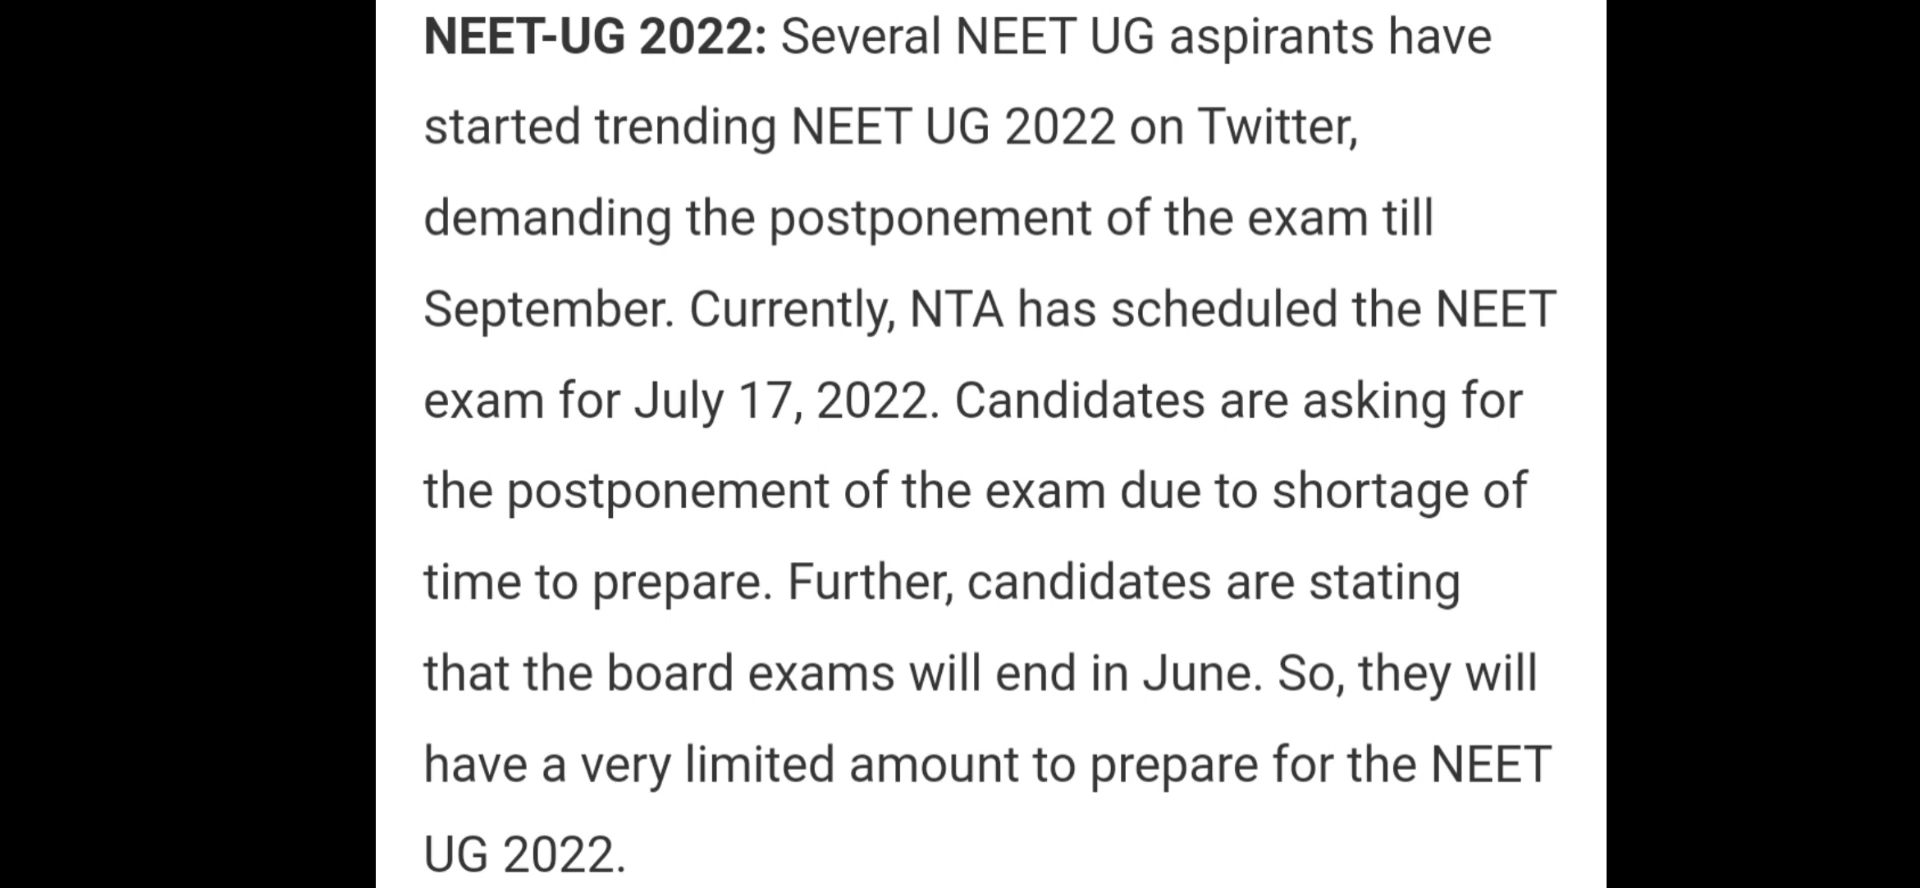 NEET-UG 2022: Several NEET UG aspirants have
started trending NEET UG 2022 on Twitter,
demanding the postponement of the exam till
September. Currently, NTA has scheduled the NEET
exam for July 17, 2022. Candidates are asking for
the postponement of the exam due to shortage of
time to prepare. Further, candidates are stating
that the board exams will end in June. So, they will
have a very limited amount to prepare for the NEET
UG 2022.